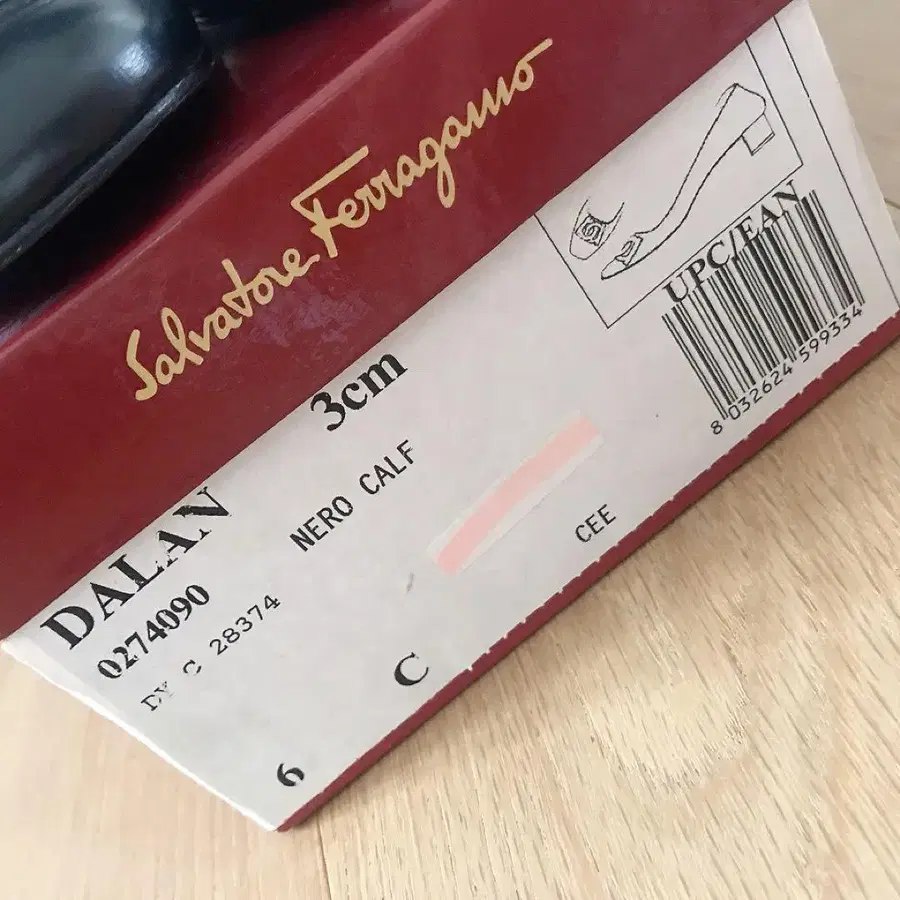 Salvatore Ferragamo
DALAN 3cm
0274090 NERO CALF
DY C 28374
6 C CEE
UPC/EAN
8 032624 599334